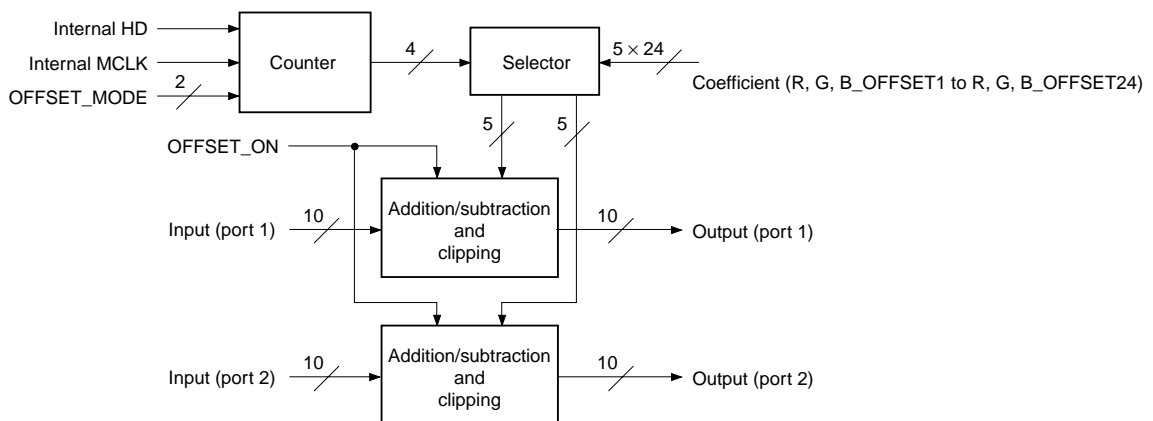 Internal HD
Internal MCLK
OFFSET_MODE
2
Counter
4
Selector
5 × 24
Coefficient (R, G, B_OFFSET1 to R, G, B_OFFSET24)
5
5
OFFSET_ON
Input (port 1)
10
Addition/subtraction
and
clipping
10
Output (port 1)
Input (port 2)
10
Addition/subtraction
and
clipping
10
Output (port 2)